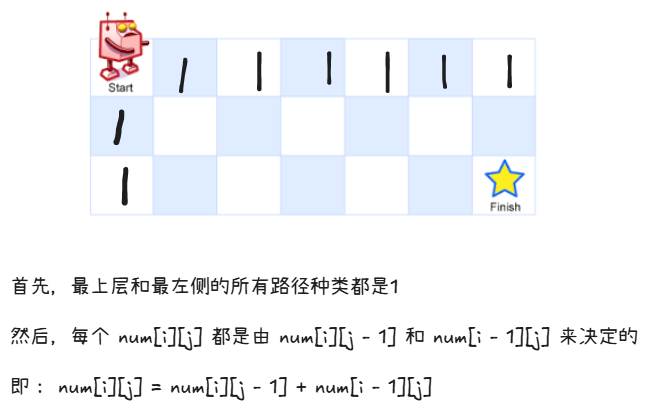 Start
1 1 1 1 1 1
1
1
Finish
首先，最上层和最左侧的所有路径种类都是1
然后，每个 num[i][j] 都是由 num[i][j - 1] 和 num[i - 1][j] 来决定的
即：num[i][j] = num[i][j - 1] + num[i - 1][j]